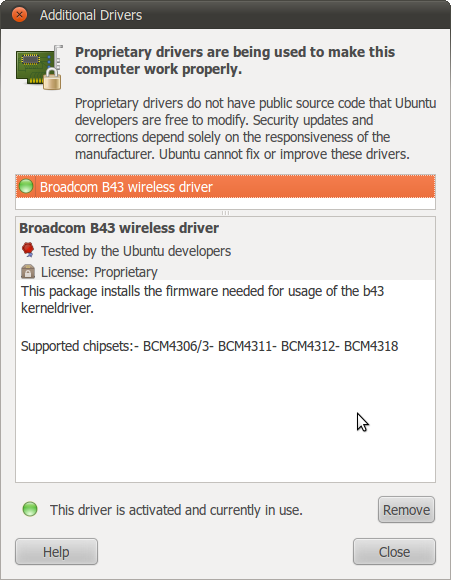 Additional Drivers
Proprietary drivers are being used to make this
computer work properly.
Proprietary drivers do not have public source code that Ubuntu
developers are free to modify. Security updates and
corrections depend solely on the responsiveness of the
manufacturer. Ubuntu cannot fix or improve these drivers.
Broadcom B43 wireless driver
Broadcom B43 wireless driver
Tested by the Ubuntu developers
License: Proprietary
This package installs the firmware needed for usage of the b43
kerneldriver.
Supported chipsets:- BCM4306/3- BCM4311- BCM4312- BCM4318
This driver is activated and currently in use.
Remove
Help
Close